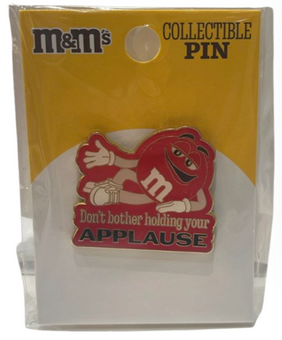 m&m's
COLLECTIBLE
PIN
m
Don't bother holding your
APPLAUSE